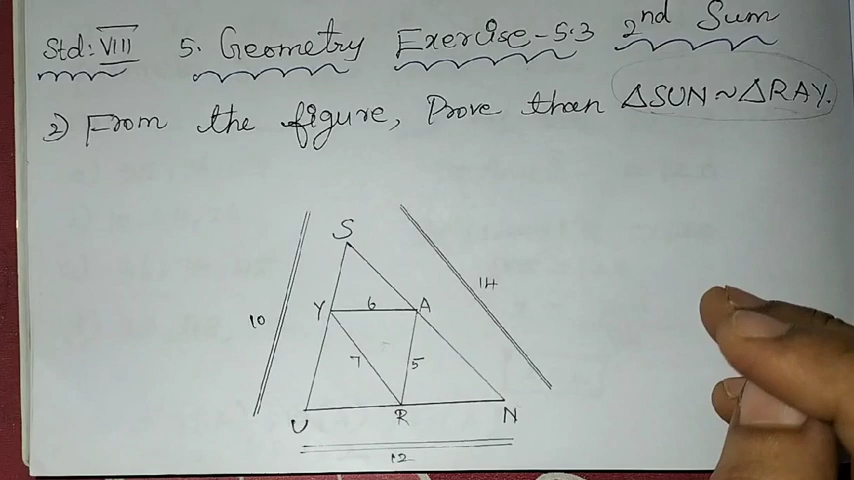 Std: VIII 5. Geometry Exercise-5.3 2nd Sum
2) From the figure, Prove than ΔSUN ~ ΔRAY.
S
14
Y 6 A
10
7 5
U R N
12